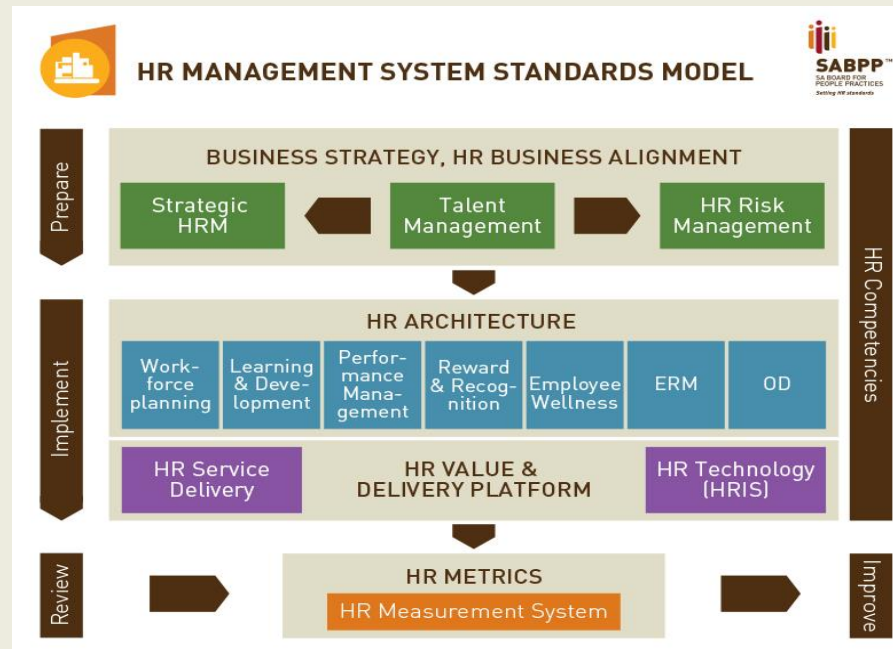 HR MANAGEMENT SYSTEM STANDARDS MODEL
SABPP™
SA BOARD FOR
PEOPLE PRACTICES
Setting HR standards
Prepare
BUSINESS STRATEGY, HR BUSINESS ALIGNMENT
Strategic
HRM
Talent
Management
HR Risk
Management
HR Competencies
Implement
HR ARCHITECTURE
Work-
force
planning
Learning
& Deve-
lopment
Perfor-
mance
Mana-
gement
Reward
& Recog-
nition
Employee
Wellness
ERM
OD
HR Service
Delivery
HR VALUE &
DELIVERY PLATFORM
HR Technology
(HRIS)
Review
HR METRICS
HR Measurement System
Improve